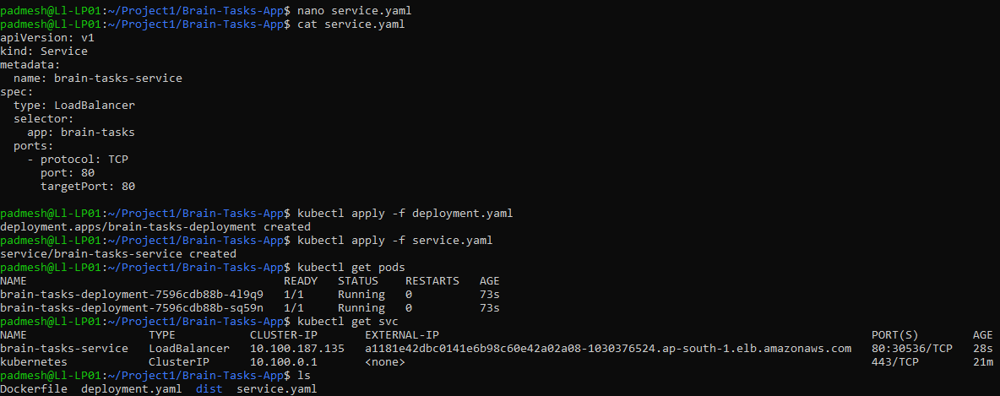 padmesh@Ll-LP01:~/Project1/Brain-Tasks-App$ nano service.yaml
padmesh@Ll-LP01:~/Project1/Brain-Tasks-App$ cat service.yaml
apiVersion: v1
kind: Service
metadata:
  name: brain-tasks-service
spec:
  type: LoadBalancer
  selector:
    app: brain-tasks
  ports:
    - protocol: TCP
      port: 80
      targetPort: 80

padmesh@Ll-LP01:~/Project1/Brain-Tasks-App$ kubectl apply -f deployment.yaml
deployment.apps/brain-tasks-deployment created
padmesh@Ll-LP01:~/Project1/Brain-Tasks-App$ kubectl apply -f service.yaml
service/brain-tasks-service created
padmesh@Ll-LP01:~/Project1/Brain-Tasks-App$ kubectl get pods
NAME                                      READY   STATUS    RESTARTS   AGE
brain-tasks-deployment-7596cdb88b-4l9q9   1/1     Running   0          73s
brain-tasks-deployment-7596cdb88b-sq59n   1/1     Running   0          73s
padmesh@Ll-LP01:~/Project1/Brain-Tasks-App$ kubectl get svc
NAME                  TYPE           CLUSTER-IP       EXTERNAL-IP                                                                PORT(S)        AGE
brain-tasks-service   LoadBalancer   10.100.187.135   a1181e42dbc0141e6b98c60e42a02a08-1030376524.ap-south-1.elb.amazonaws.com   80:30536/TCP   28s
kubernetes            ClusterIP      10.100.0.1       <none>                                                                     443/TCP        21m
padmesh@Ll-LP01:~/Project1/Brain-Tasks-App$ ls
Dockerfile  deployment.yaml  dist  service.yaml